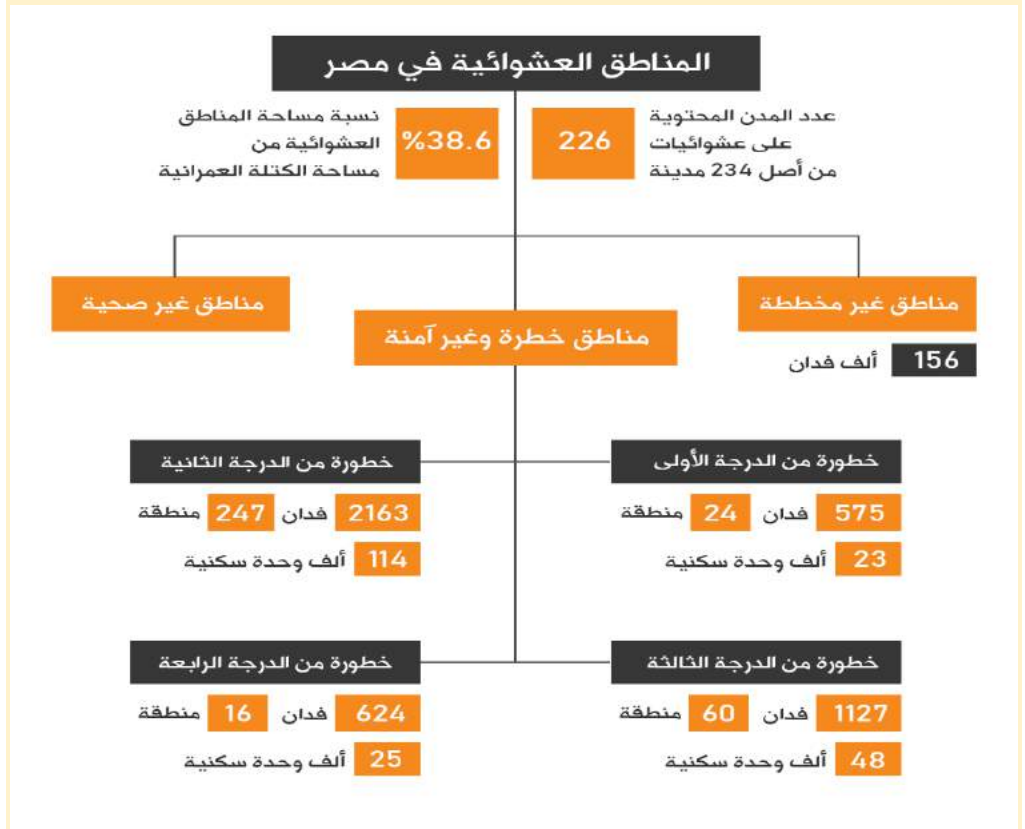 المناطق العشوائية في مصر
عدد المدن المحتوية
على عشوائيات
من أصل 234 مدينة
226
%38.6
نسبة مساحة المناطق
العشوائية من
مساحة الكتلة العمرانية
مناطق غير مخططة
156 ألف فدان
مناطق خطرة وغير آمنة
مناطق غير صحية
خطورة من الدرجة الأولى
575 فدان 24 منطقة
23 ألف وحدة سكنية
خطورة من الدرجة الثانية
2163 فدان 247 منطقة
114 ألف وحدة سكنية
خطورة من الدرجة الثالثة
1127 فدان 60 منطقة
48 ألف وحدة سكنية
خطورة من الدرجة الرابعة
624 فدان 16 منطقة
25 ألف وحدة سكنية